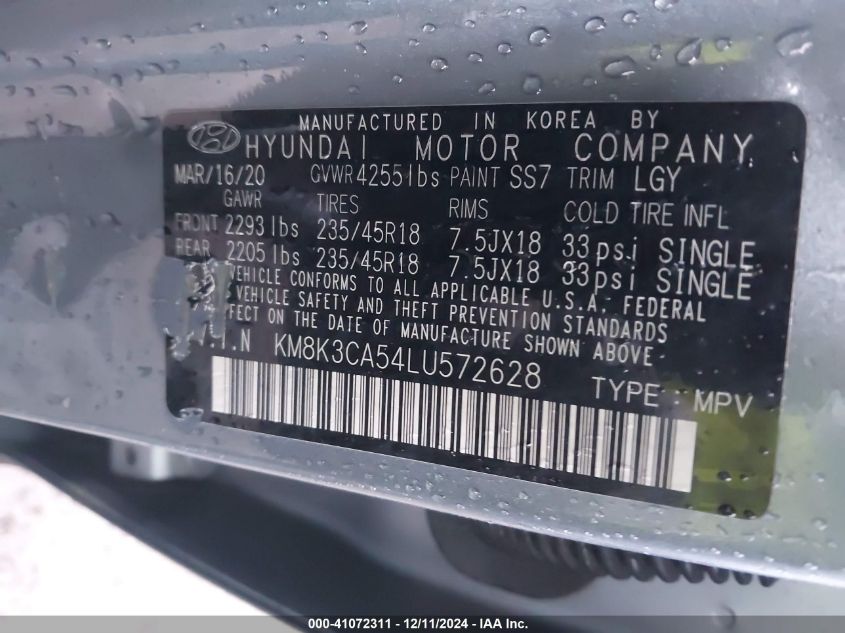 MANUFACTURED IN KOREA BY
HYUNDAI MOTOR COMPANY
MAR/16/20 GVWR 4255lbs PAINT SS7 TRIM LGY
GAWR TIRES RIMS COLD TIRE INFL
FRONT 2293lbs 235/45R18 7.5JX18 33psi SINGLE
REAR 2205lbs 235/45R18 7.5JX18 33psi SINGLE
VEHICLE CONFORMS TO ALL APPLICABLE U.S.A. FEDERAL
VEHICLE SAFETY AND THEFT PREVENTION STANDARDS
ON THE DATE OF MANUFACTURE SHOWN ABOVE.
V.I.N KM8K3CA54LU572628 TYPE MPV
000-41072311 - 12/11/2024 - IAA Inc.